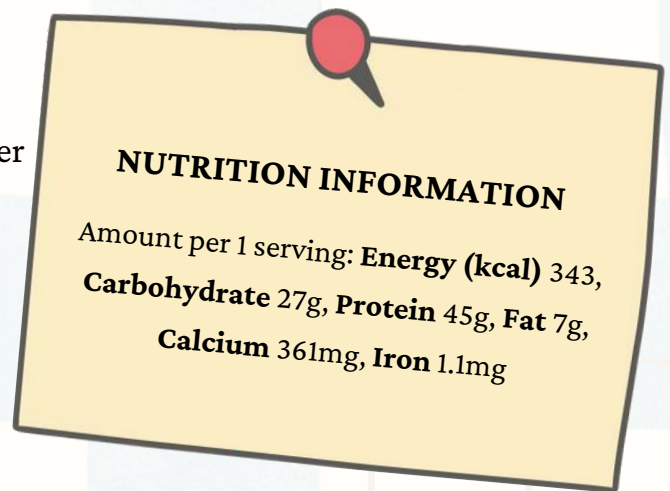 er
NUTRITION INFORMATION
Amount per 1 serving: Energy (kcal) 343,
Carbohydrate 27g, Protein 45g, Fat 7g,
Calcium 361mg, Iron 1.1mg